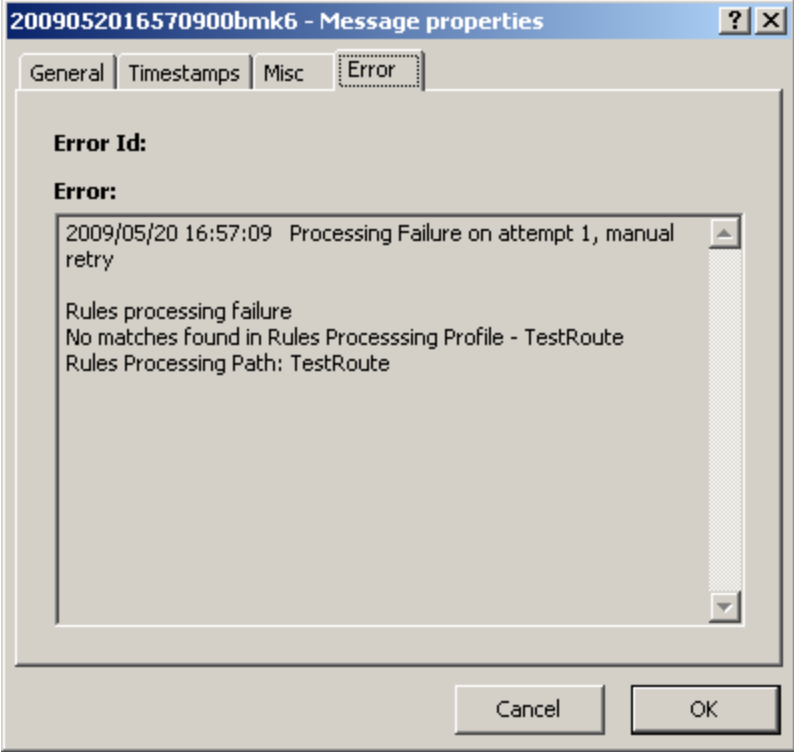 2009052016570900bmk6 - Message properties
General Timestamps Misc Error
Error Id:
Error:
2009/05/20 16:57:09 Processing Failure on attempt 1, manual
retry
Rules processing failure
No matches found in Rules Processsing Profile - TestRoute
Rules Processing Path: TestRoute
Cancel OK